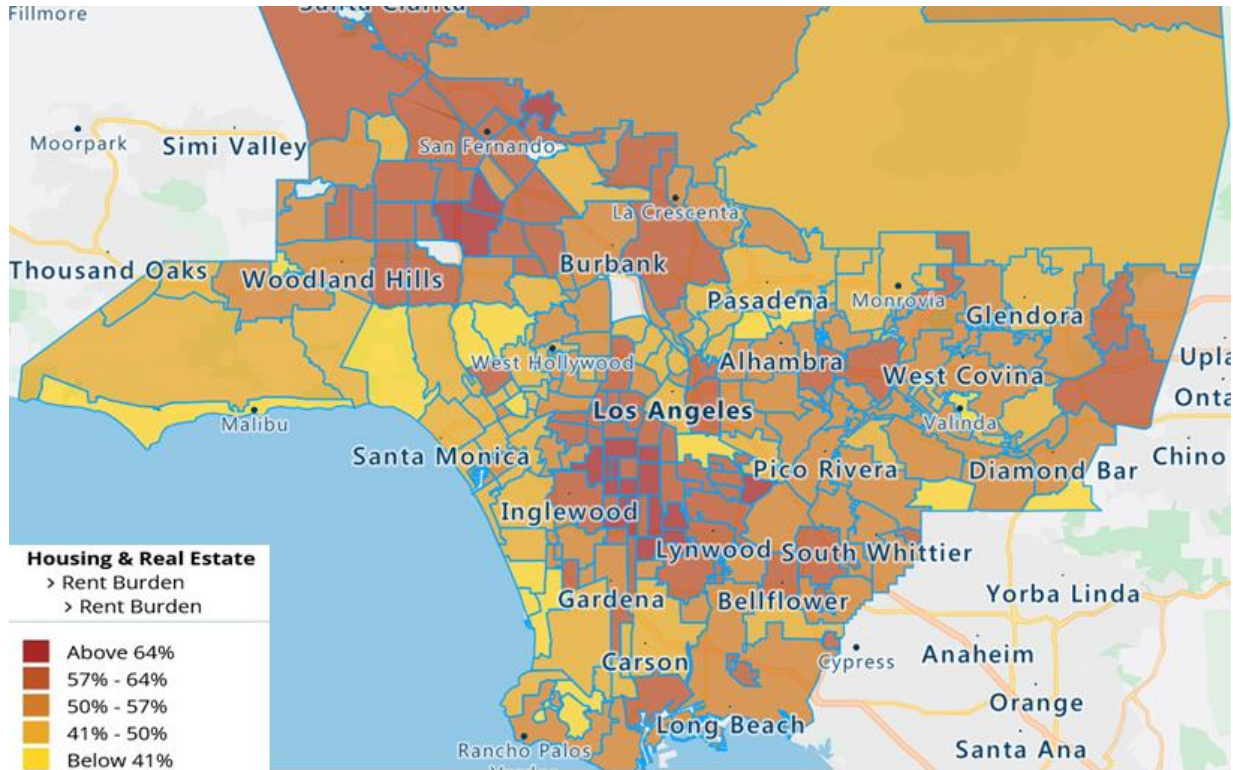 Santa Clarita
Fillmore
Moorpark
Simi Valley
San Fernando
La Crescenta
Thousand Oaks
Woodland Hills
Burbank
Pasadena
Monrovia
Glendora
West Hollywood
Alhambra
West Covina
Upla
Onta
Malibu
Los Angeles
Valinda
Santa Monica
Pico Rivera
Diamond Bar
Chino
Inglewood
Lynwood
South Whittier
Gardena
Bellflower
Yorba Linda
Carson
Cypress
Anaheim
Orange
Long Beach
Rancho Palos
Verdes
Santa Ana
Housing & Real Estate
> Rent Burden
> Rent Burden
Above 64%
57% - 64%
50% - 57%
41% - 50%
Below 41%